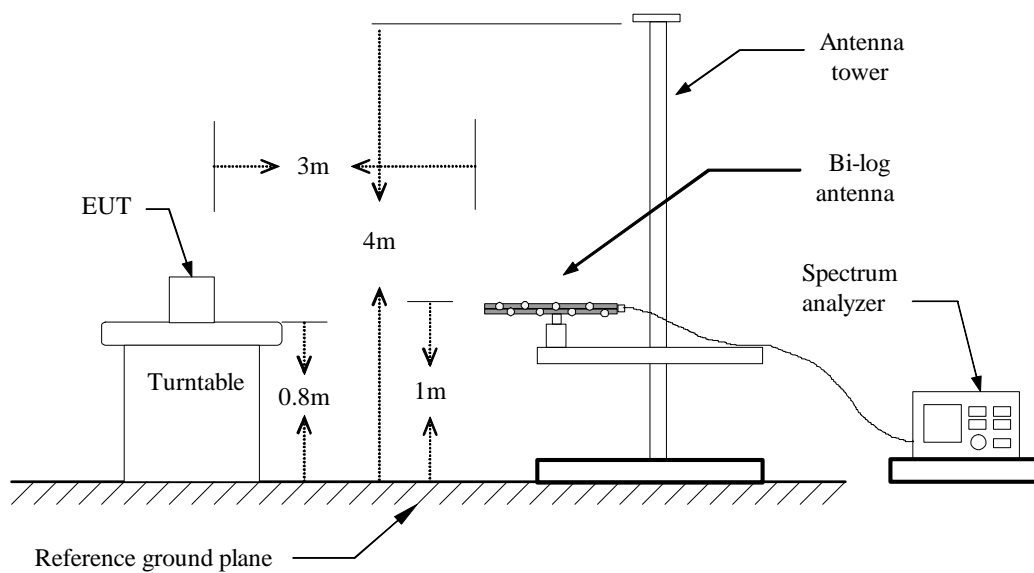 Antenna
tower
3m
Bi-log
antenna
EUT
4m
Spectrum
analyzer
Turntable
0.8m
1m
Reference ground plane